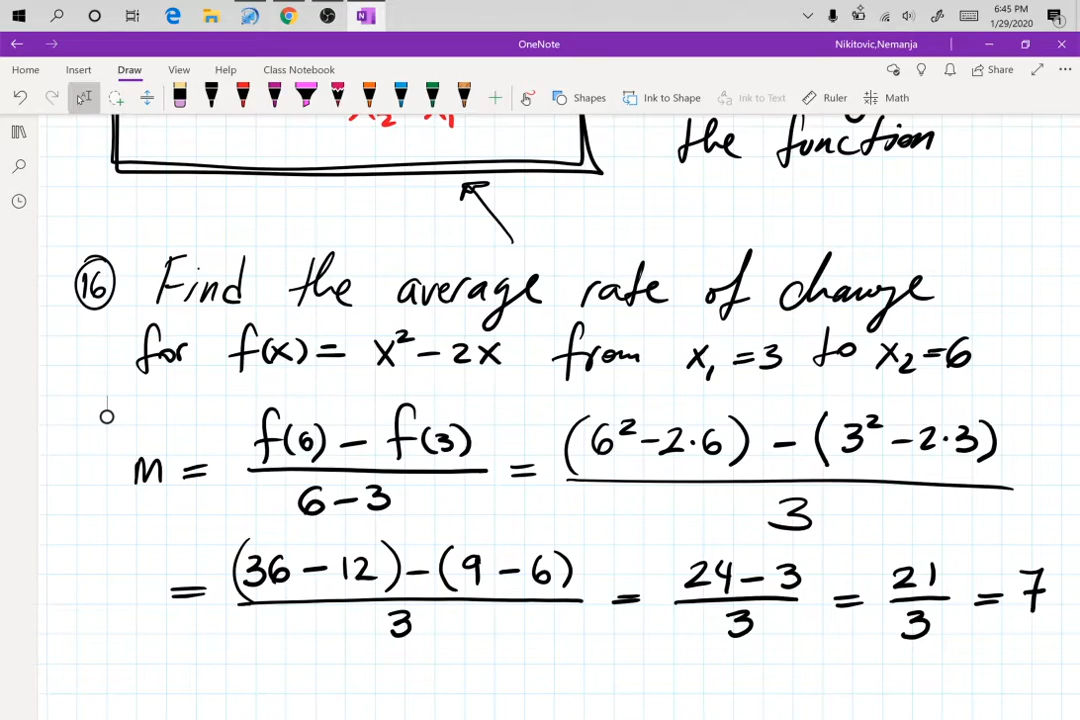 6:45 PM
1/29/2020
1
OneNote
Nikitovic,Nemanja
Home Insert Draw View Help Class Notebook
Share
Shapes Ink to Shape Ink to Text Ruler Math
x₂ x₁
the function
16 Find the average rate of change
for f(x) = x² - 2x from x₁ = 3 to x₂ = 6
m = f(6) - f(3) / 6 - 3 = (6² - 2·6) - (3² - 2·3) / 3
= (36 - 12) - (9 - 6) / 3 = 24 - 3 / 3 = 21 / 3 = 7